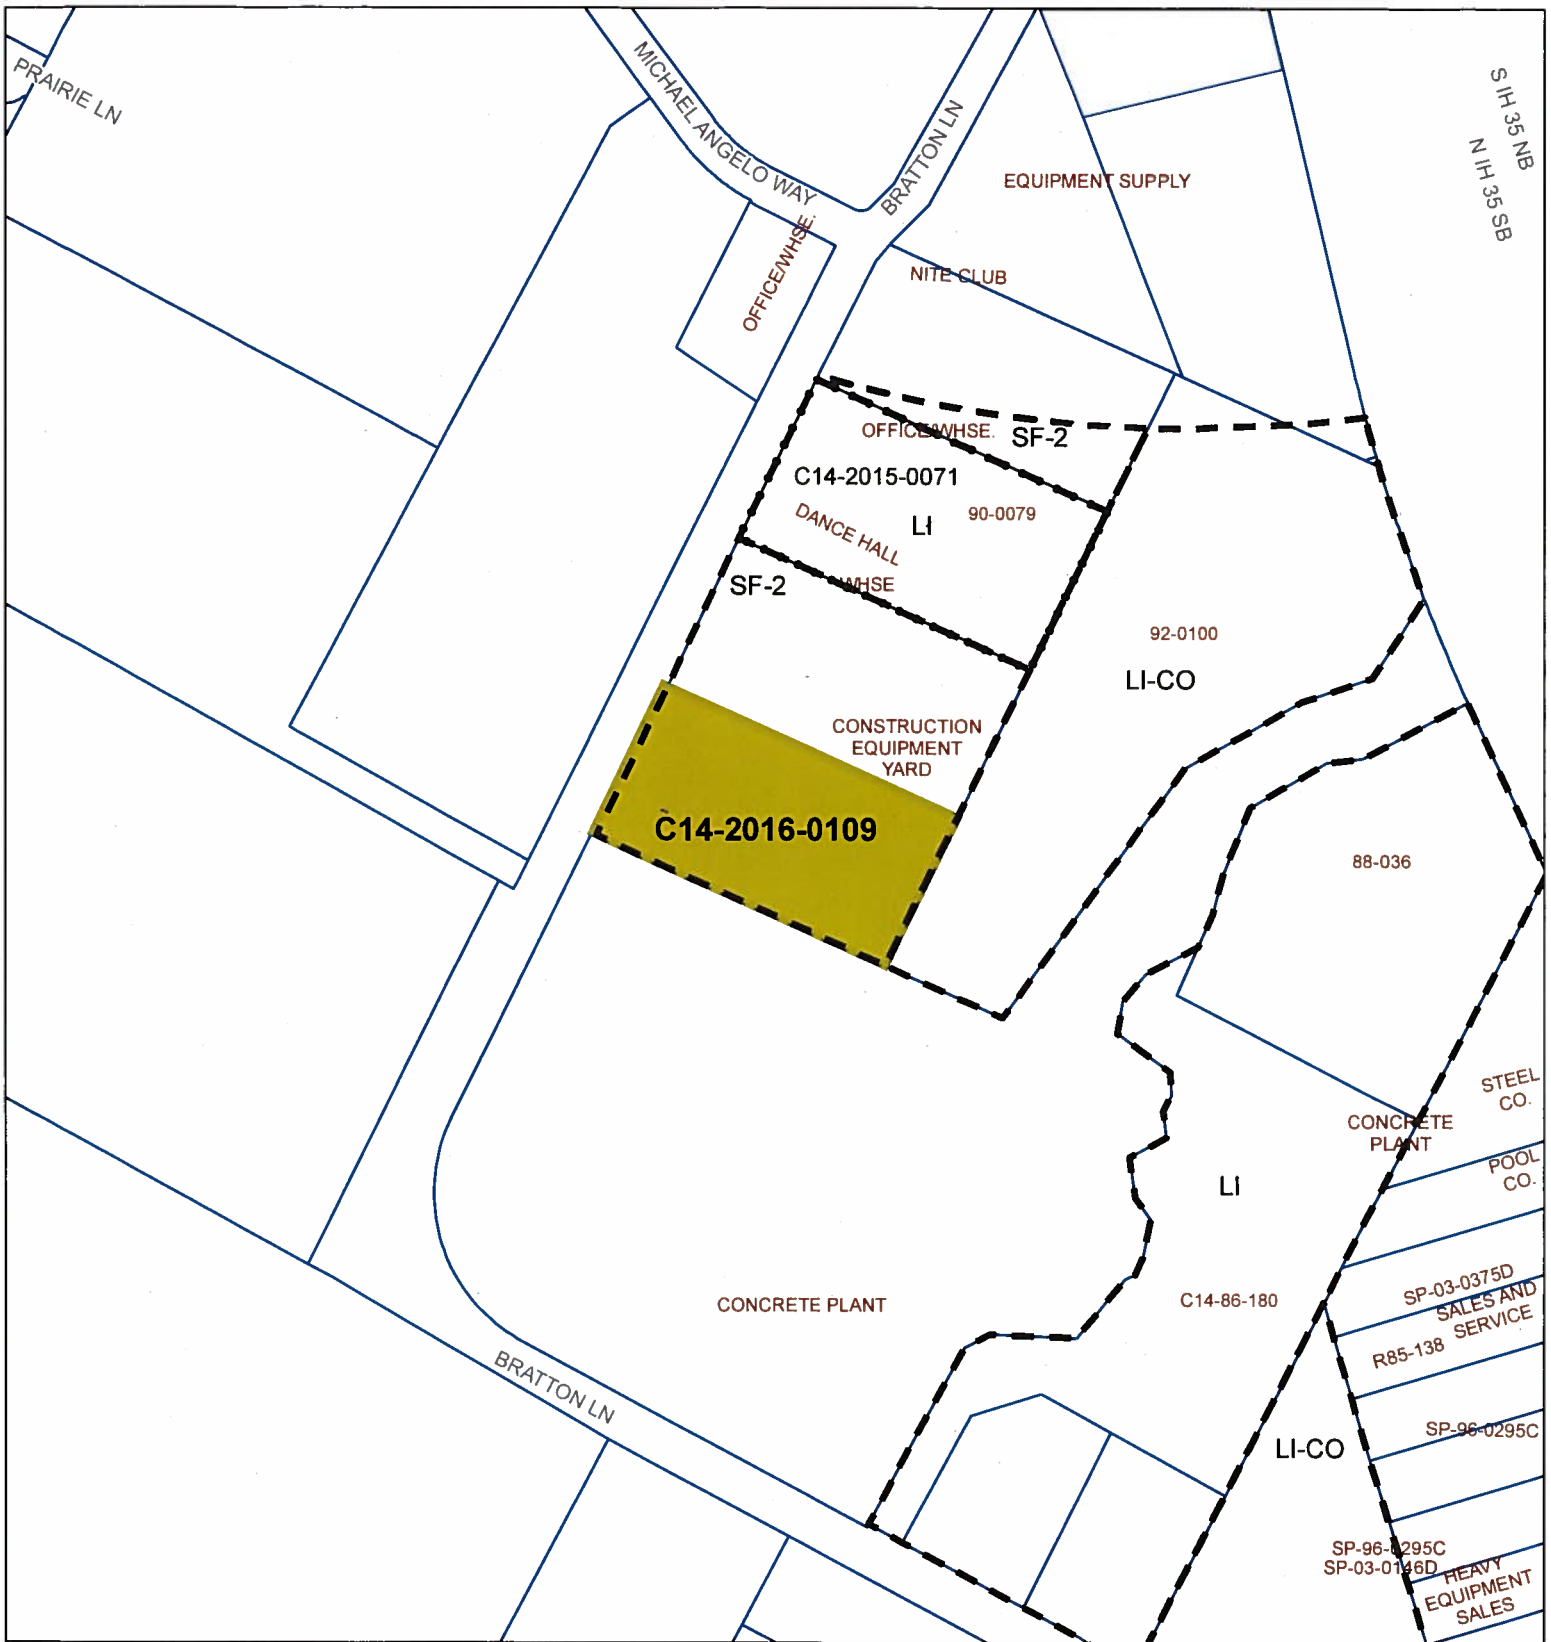 PRAIRIE LN
MICHAEL ANGELO WAY
BRATTON LN
S IH 35 NB
N IH 35 SB
EQUIPMENT SUPPLY
OFFICE/WHSE.
NITE CLUB
OFFICE/WHSE.
SF-2
C14-2015-0071
90-0079
LI
DANCE HALL
WHSE
SF-2
92-0100
LI-CO
CONSTRUCTION
EQUIPMENT
YARD
C14-2016-0109
88-036
STEEL
CO.
CONCRETE
PLANT
POOL
CO.
LI
SP-03-0375D
SALES AND
SERVICE
R85-138
C14-86-180
CONCRETE PLANT
BRATTON LN
SP-96-0295C
LI-CO
SP-96-0295C
SP-03-0146D
HEAVY
EQUIPMENT
SALES